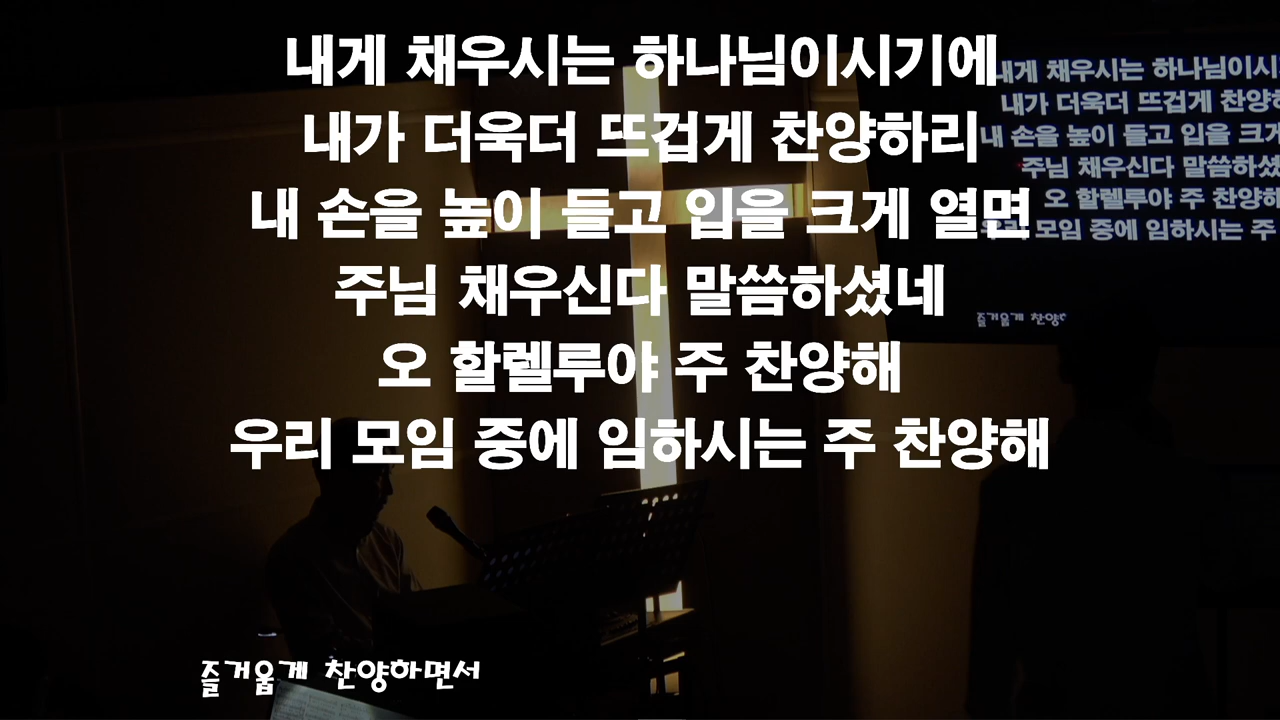 내게 채우시는 하나님이시기에
내가 더욱더 뜨겁게 찬양하리
내 손을 높이 들고 입을 크게 열면
주님 채우신다 말씀하셨네
오 할렐루야 주 찬양해
우리 모임 중에 임하시는 주 찬양해
내게 채우시는 하나님이시
내가 더욱더 뜨겁게 찬양하
내 손을 높이 들고 입을 크게
주님 채우신다 말씀하셨
오 할렐루야 주 찬양해
우리 모임 중에 임하시는 주
즐겁게 찬양
즐거웁게 찬양하면서